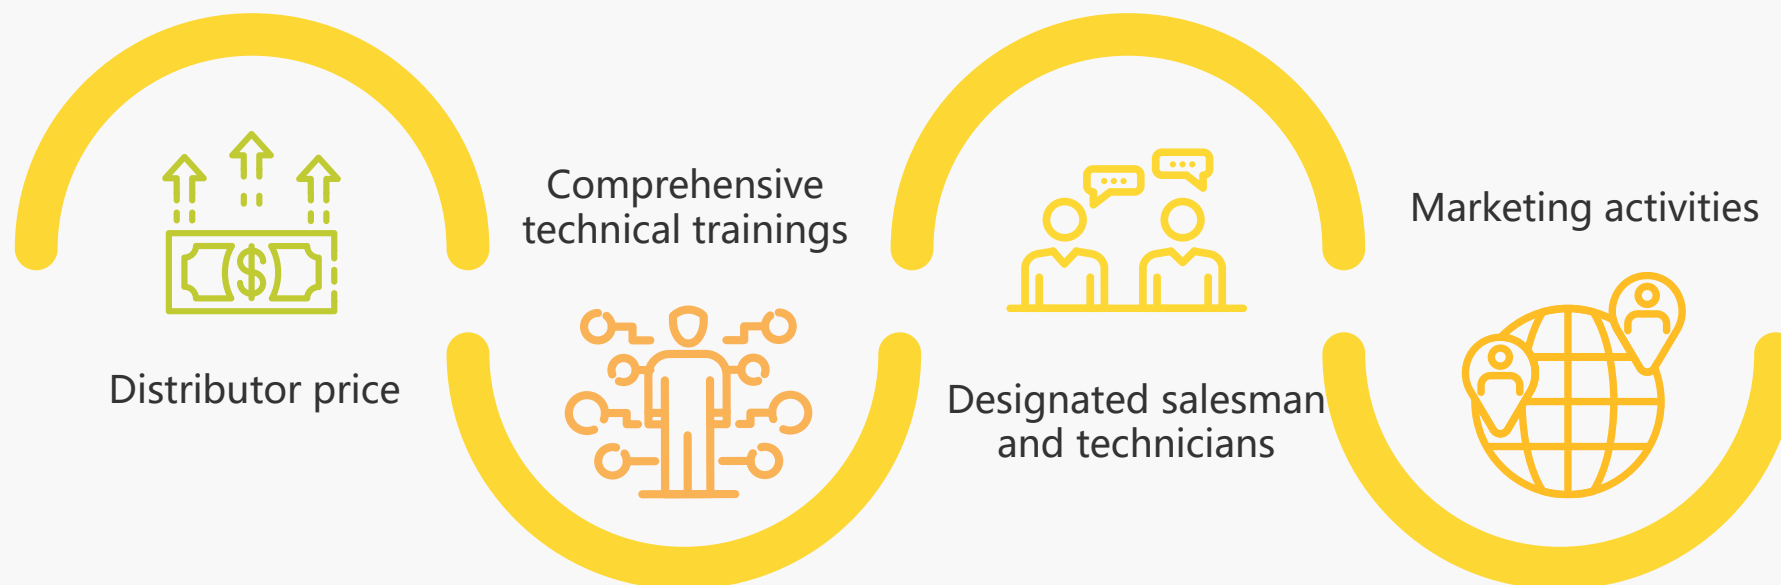 Distributor price
Comprehensive
technical trainings
Designated salesman
and technicians
Marketing activities